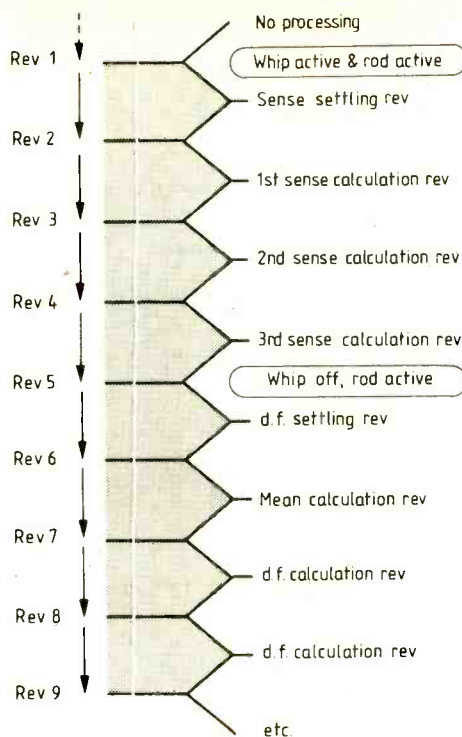 No processing
Rev 1
Whip active & rod active
Sense settling rev
Rev 2
1st sense calculation rev
Rev 3
2nd sense calculation rev
Rev 4
3rd sense calculation rev
Rev 5
Whip off, rod active
d.f. settling rev
Rev 6
Mean calculation rev
Rev 7
d.f. calculation rev
Rev 8
d.f. calculation rev
Rev 9
etc.